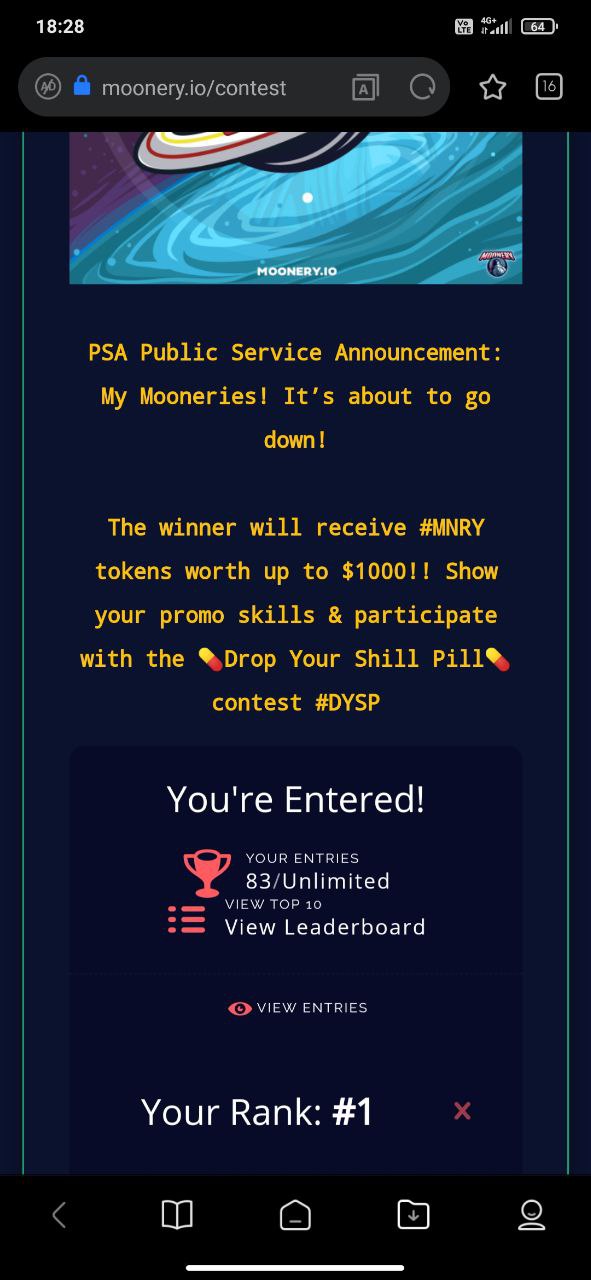 18:28
Vo
LTE
4G+
64
moonery.io/contest
A
16
MOONERY.IO
MOONERY
PSA Public Service Announcement:
My Mooneries! It’s about to go
down!
The winner will receive #MNRY
tokens worth up to $1000!! Show
your promo skills & participate
with the 💊Drop Your Shill Pill💊
contest #DYSP
You're Entered!
YOUR ENTRIES
83/Unlimited
VIEW TOP 10
View Leaderboard
VIEW ENTRIES
Your Rank: #1